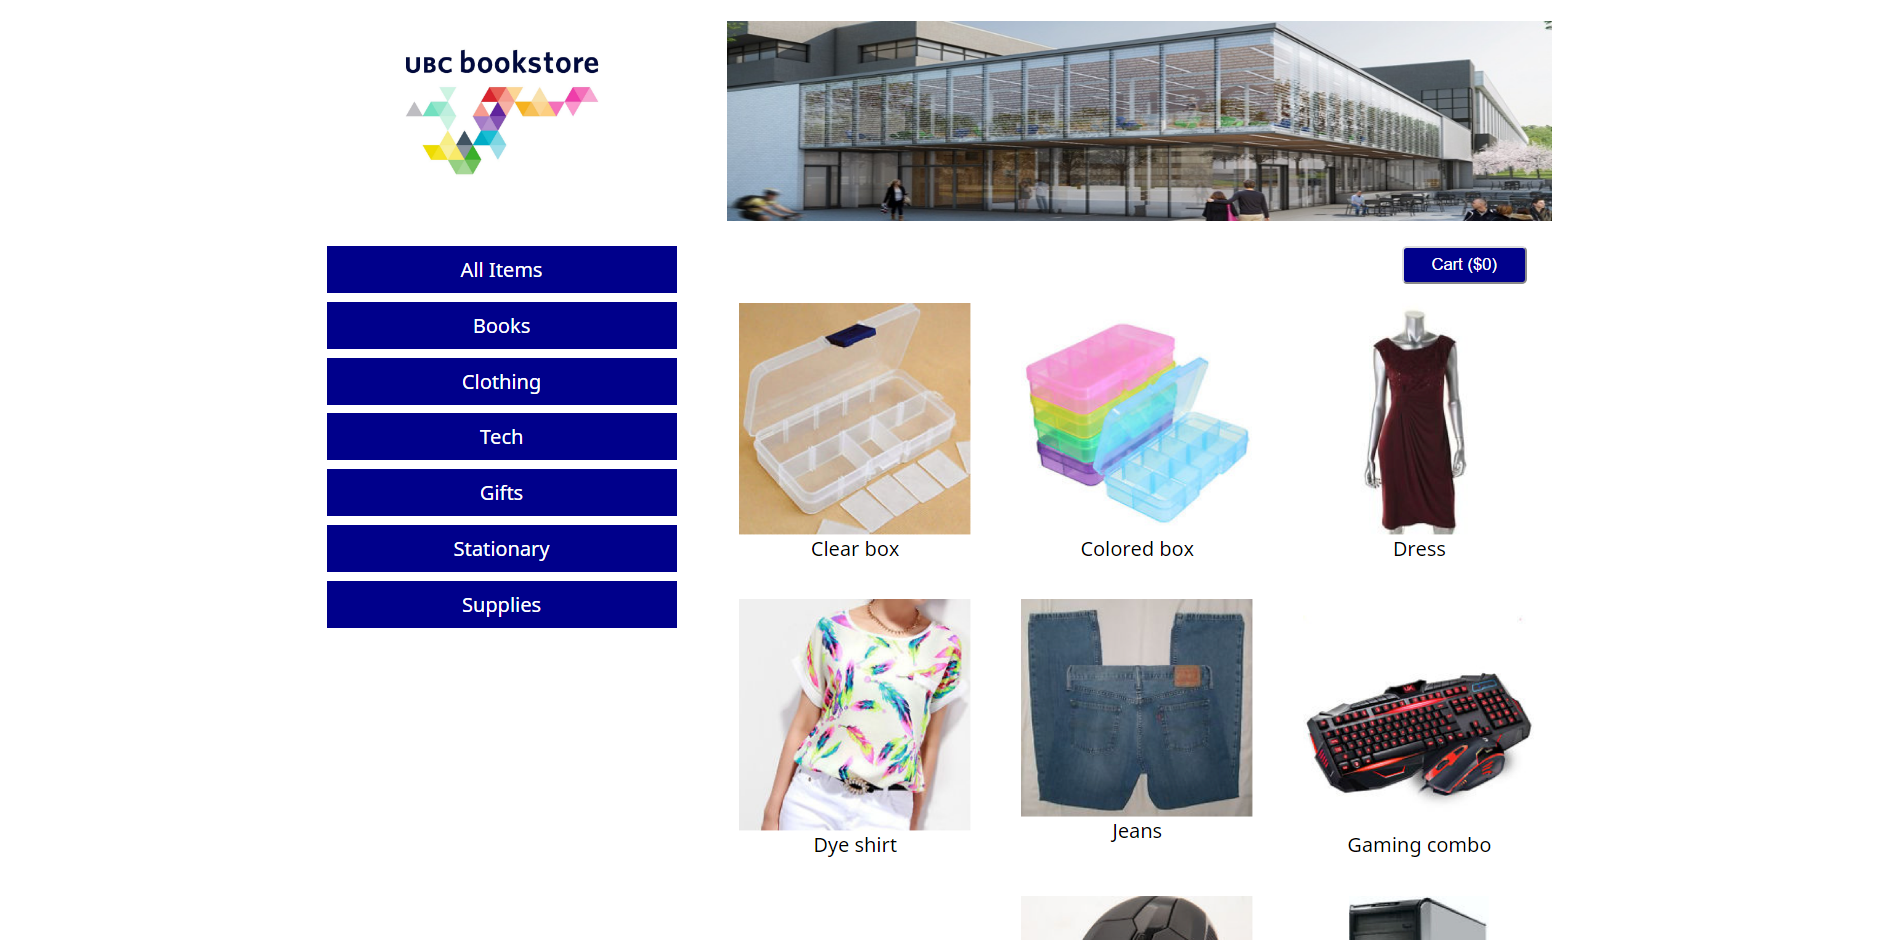 UBC bookstore
All Items
Books
Clothing
Tech
Gifts
Stationary
Supplies
Cart ($0)
Clear box
Colored box
Dress
Dye shirt
Jeans
Gaming combo